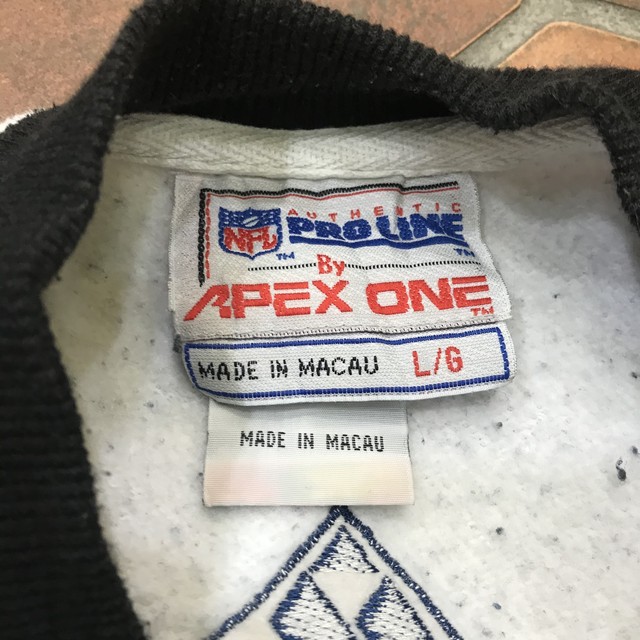 AUTHENTIC
NFL PRO LINE
TM TM
By
APEX ONE
TM
MADE IN MACAU L/G
MADE IN MACAU